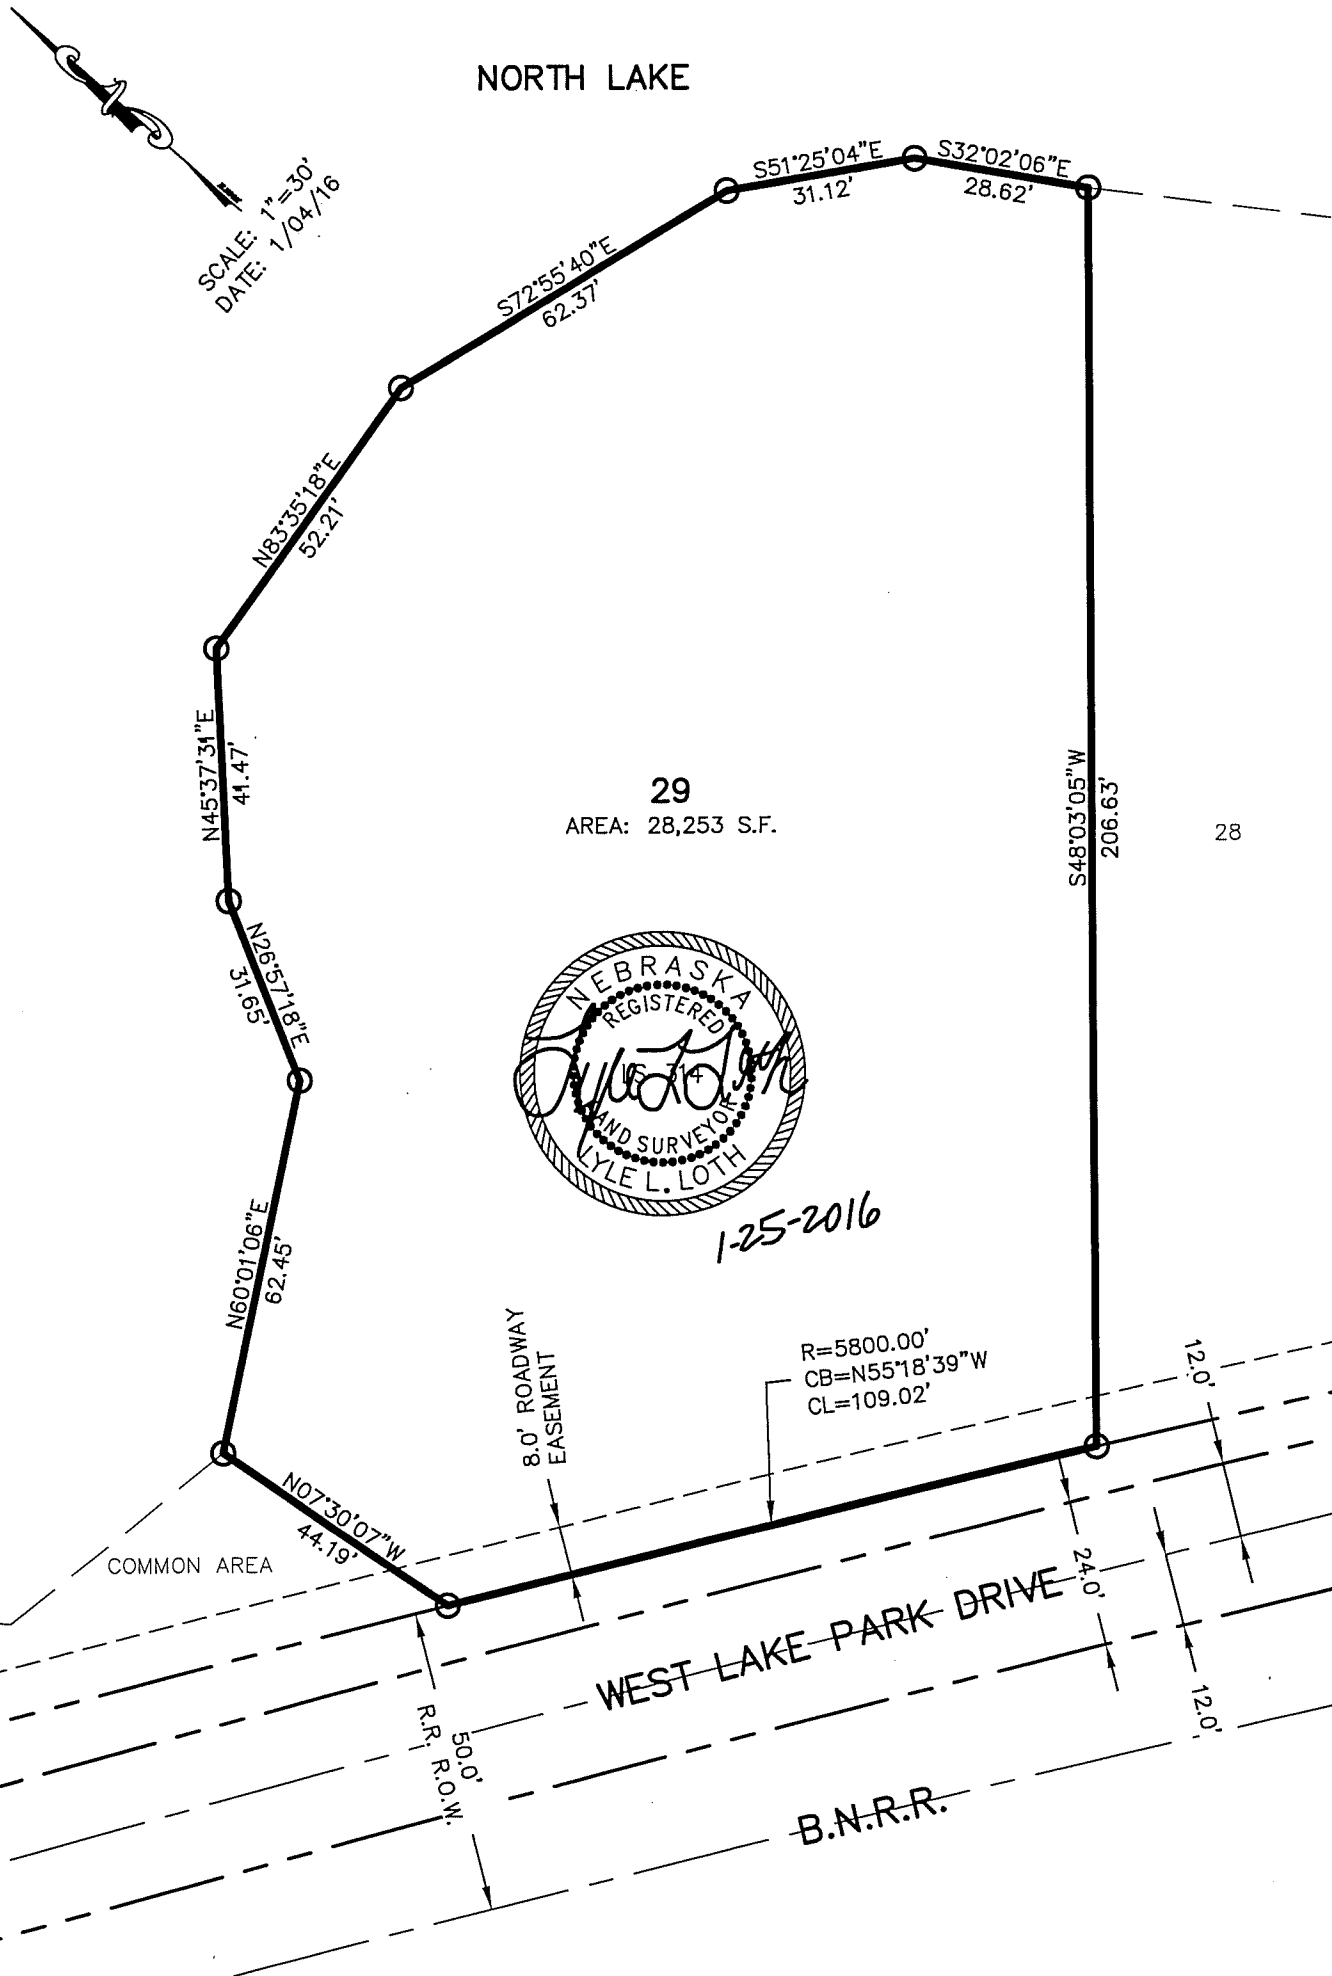 NORTH LAKE
SCALE: 1"=30'
DATE: 1/04/16
S51°25'04"E
31.12'
S32°02'06"E
28.62'
S72°55'40"E
62.37'
N83°35'18"E
52.21'
N45°37'31"E
41.47'
29
AREA: 28,253 S.F.
S48°03'05"W
206.63'
28
N26°57'18"E
31.65'
NEBRASKA
REGISTERED
LS 314
LAND SURVEYOR
LYLE L. LOTH
Lyle L Loth
1-25-2016
N60°01'06"E
62.45'
8.0' ROADWAY
EASEMENT
R=5800.00'
CB=N55°18'39"W
CL=109.02'
12.0'
N07°30'07"W
44.19'
COMMON AREA
24.0'
WEST LAKE PARK DRIVE
12.0'
50.0'
R.R. R.O.W.
B.N.R.R.